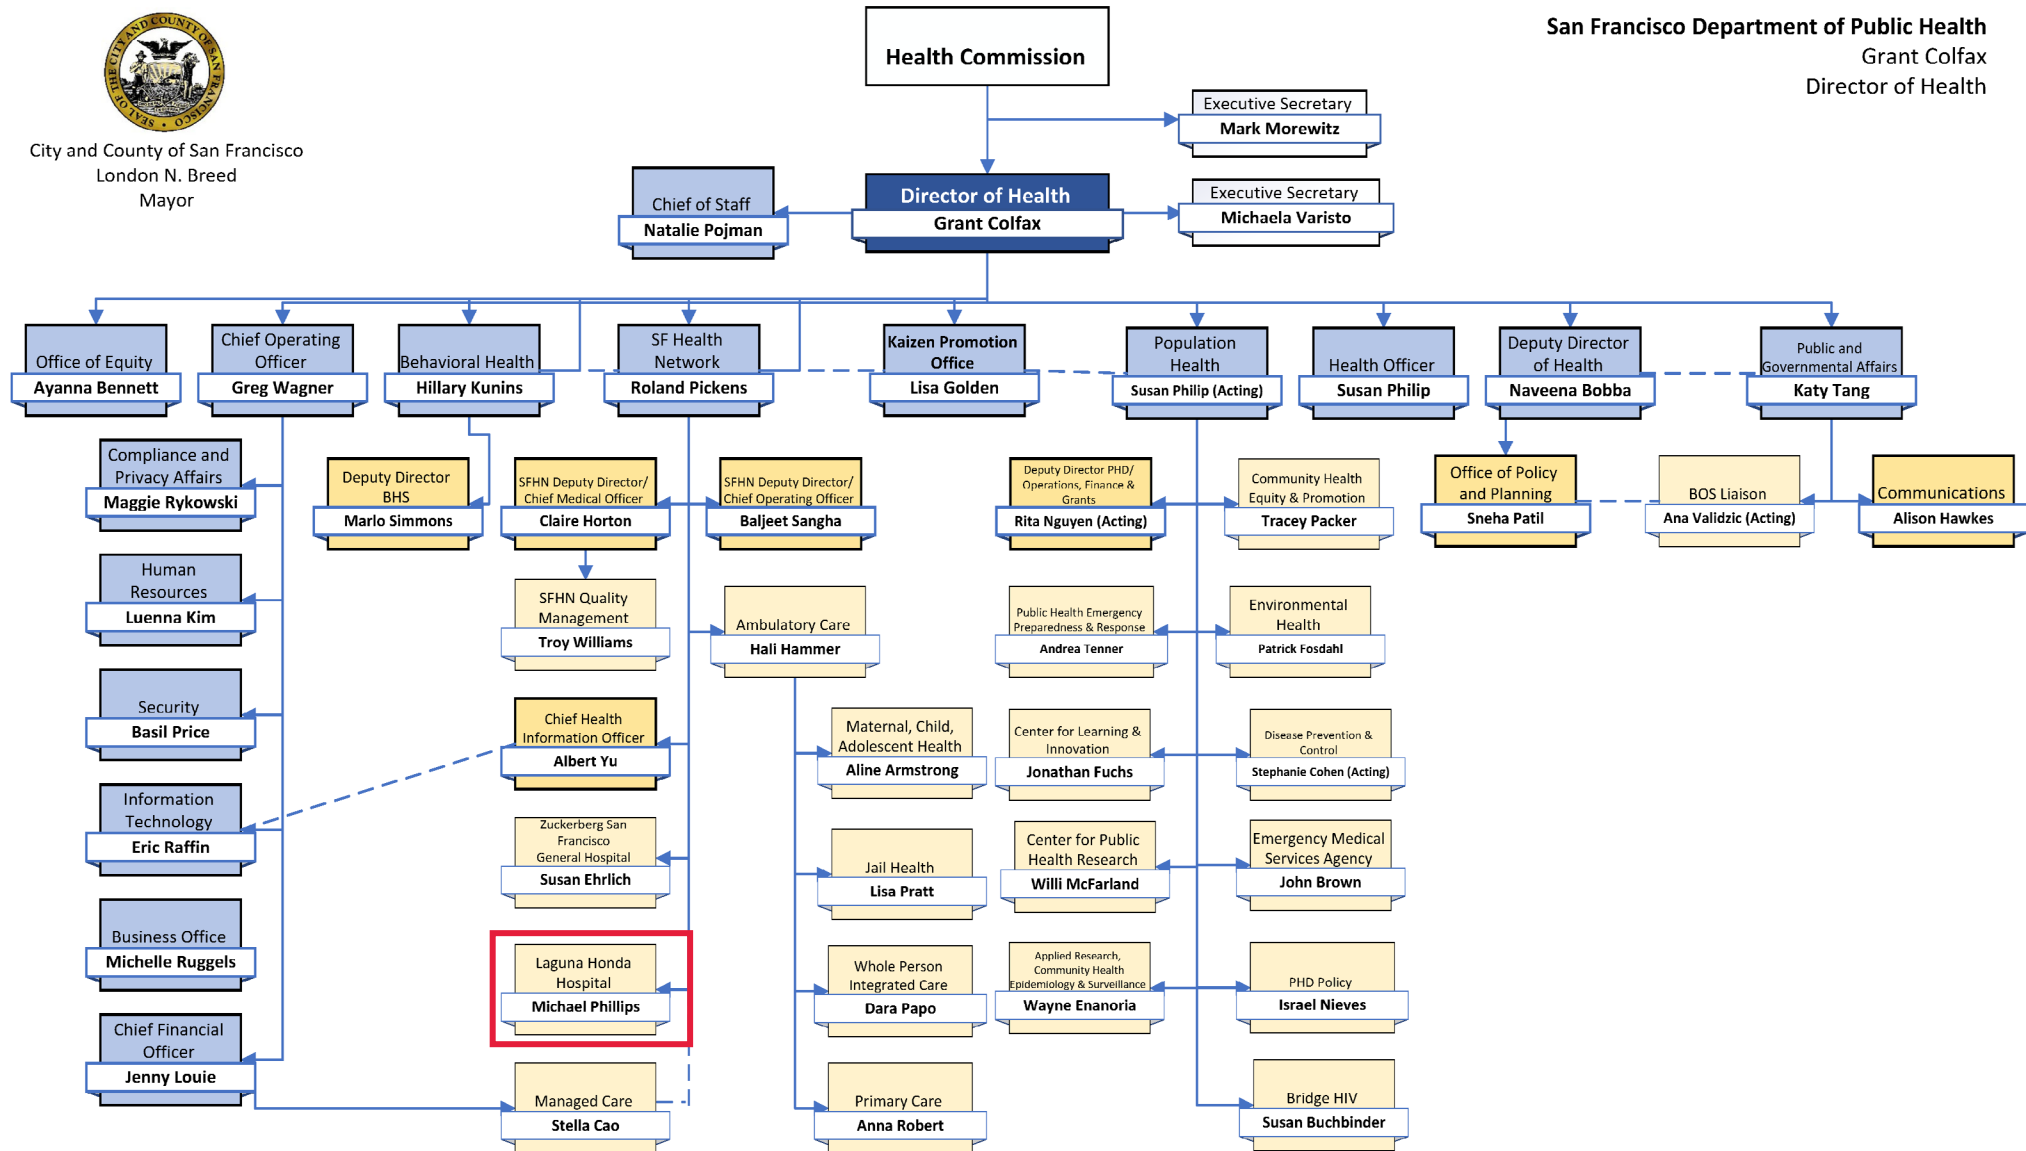 SEAL OF THE CITY AND COUNTY OF SAN FRANCISCO
City and County of San Francisco
London N. Breed
Mayor
San Francisco Department of Public Health
Grant Colfax
Director of Health
Health Commission
Executive Secretary
Mark Morewitz
Chief of Staff
Natalie Pojman
Director of Health
Grant Colfax
Executive Secretary
Michaela Varisto
Office of Equity
Ayanna Bennett
Chief Operating
Officer
Greg Wagner
Behavioral Health
Hillary Kunins
SF Health
Network
Roland Pickens
Kaizen Promotion
Office
Lisa Golden
Population
Health
Susan Philip (Acting)
Health Officer
Susan Philip
Deputy Director
of Health
Naveena Bobba
Public and
Governmental Affairs
Katy Tang
Compliance and
Privacy Affairs
Maggie Rykowski
Deputy Director
BHS
Marlo Simmons
SFHN Deputy Director/
Chief Medical Officer
Claire Horton
SFHN Deputy Director/
Chief Operating Officer
Baljeet Sangha
Deputy Director PHD/
Operations, Finance &
Grants
Rita Nguyen (Acting)
Community Health
Equity & Promotion
Tracey Packer
Office of Policy
and Planning
Sneha Patil
BOS Liaison
Ana Validzic (Acting)
Communications
Alison Hawkes
Human
Resources
Luenna Kim
SFHN Quality
Management
Troy Williams
Ambulatory Care
Hali Hammer
Public Health Emergency
Preparedness & Response
Andrea Tenner
Environmental
Health
Patrick Fosdahl
Security
Basil Price
Chief Health
Information Officer
Albert Yu
Maternal, Child,
Adolescent Health
Aline Armstrong
Center for Learning &
Innovation
Jonathan Fuchs
Disease Prevention &
Control
Stephanie Cohen (Acting)
Information
Technology
Eric Raffin
Zuckerberg San
Francisco
General Hospital
Susan Ehrlich
Jail Health
Lisa Pratt
Center for Public
Health Research
Willi McFarland
Emergency Medical
Services Agency
John Brown
Business Office
Michelle Ruggels
Laguna Honda
Hospital
Michael Phillips
Whole Person
Integrated Care
Dara Papo
Applied Research,
Community Health
Epidemiology & Surveillance
Wayne Enanoria
PHD Policy
Israel Nieves
Chief Financial
Officer
Jenny Louie
Managed Care
Stella Cao
Primary Care
Anna Robert
Bridge HIV
Susan Buchbinder